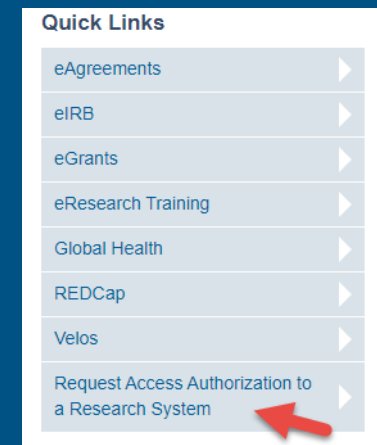 Quick Links
eAgreements
eIRB
eGrants
eResearch Training
Global Health
REDCap
Velos
Request Access Authorization to
a Research System